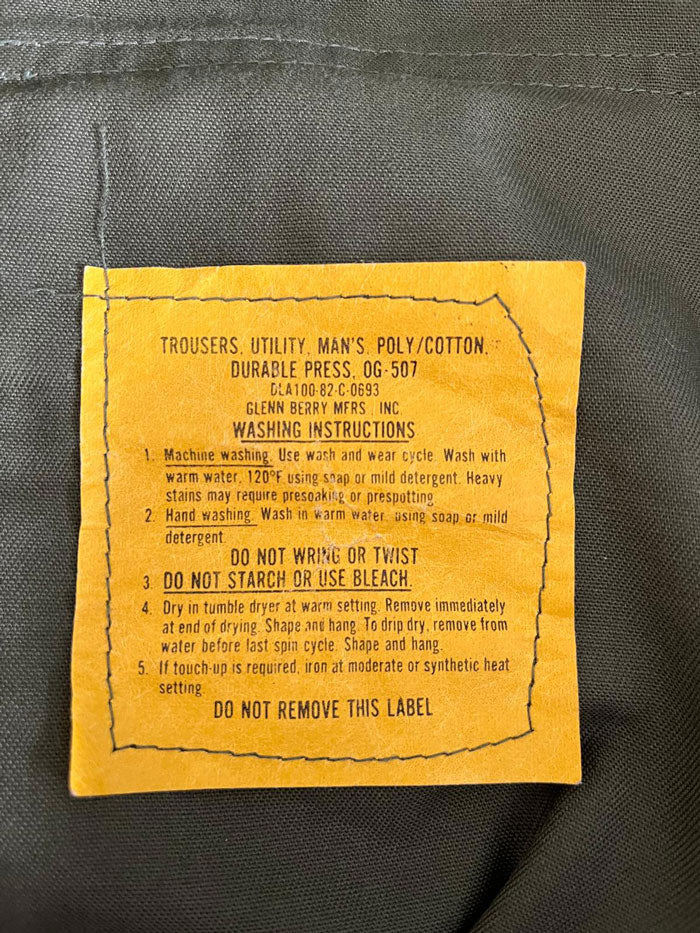 TROUSERS, UTILITY, MAN'S, POLY/COTTON,
DURABLE PRESS, OG-507
DLA100-82-C-0693
GLENN BERRY MFRS., INC.
WASHING INSTRUCTIONS
1. Machine washing. Use wash and wear cycle. Wash with
warm water, 120°F using soap or mild detergent. Heavy
stains may require presoaking or prespotting.
2. Hand washing. Wash in warm water, using soap or mild
detergent.
DO NOT WRING OR TWIST
3. DO NOT STARCH OR USE BLEACH.
4. Dry in tumble dryer at warm setting. Remove immediately
at end of drying. Shape and hang. To drip dry, remove from
water before last spin cycle. Shape and hang.
5. If touch-up is required, iron at moderate or synthetic heat
setting.
DO NOT REMOVE THIS LABEL